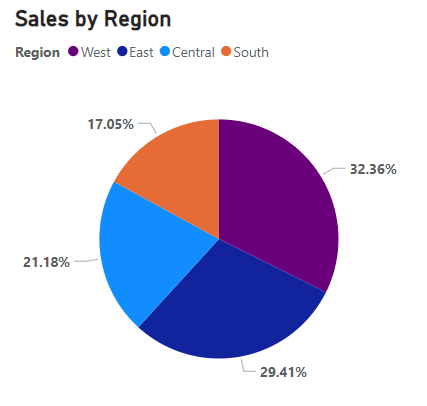 Sales by Region
Region West East Central South
17.05%
32.36%
21.18%
29.41%